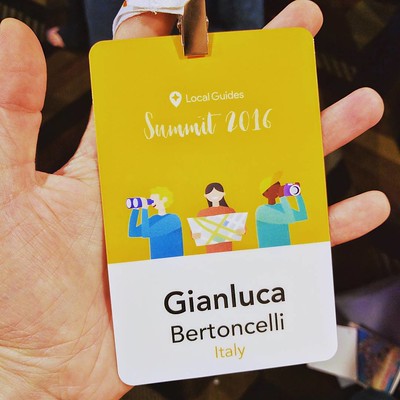 Local Guides
Summit 2016
Gianluca
Bertoncelli
Italy